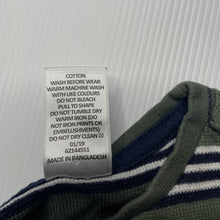 COTTON
WASH BEFORE WEAR
WARM MACHINE WASH
WITH LIKE COLOURS
DO NOT BLEACH
PULL TO SHAPE
DO NOT TUMBLE DRY
WARM IRON (DO
NOT IRON PRINTS OR
EMBELLISHMENTS)
DO NOT DRY CLEAN
01/19
62144551
MADE IN BANGLADESH